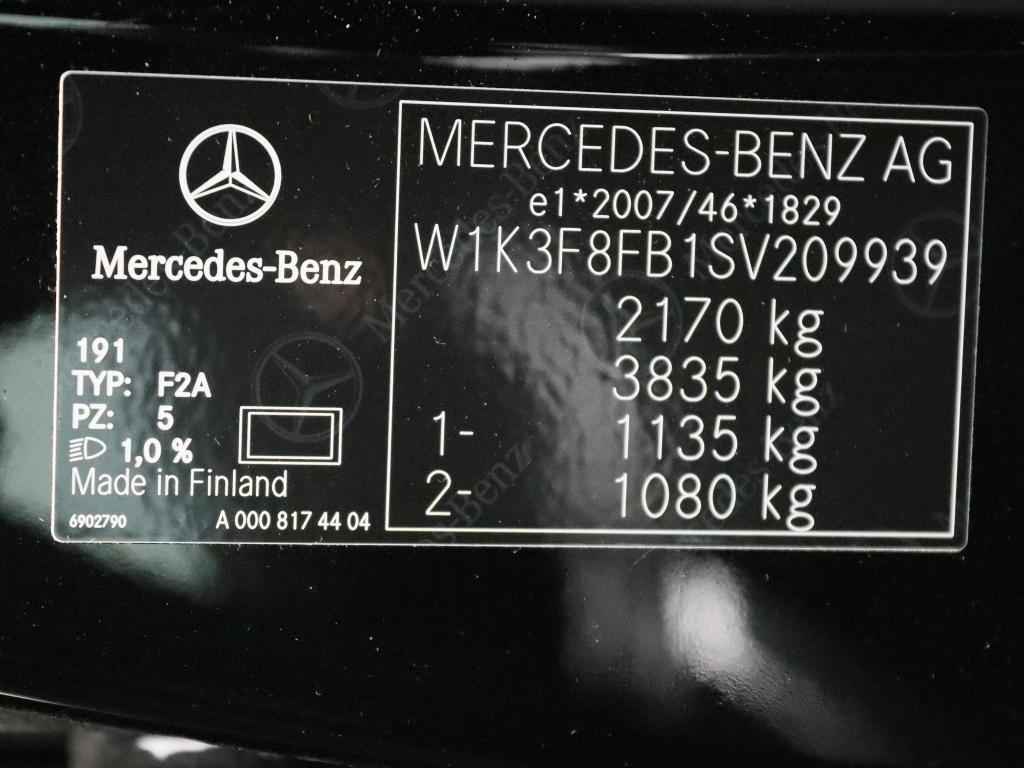 Mercedes-Benz
191
TYP: F2A
PZ: 5
1,0 %
Made in Finland
6902790 A 000 817 44 04
MERCEDES-BENZ AG
e1*2007/46*1829
W1K3F8FB1SV209939
2170 kg
3835 kg
1- 1135 kg
2- 1080 kg